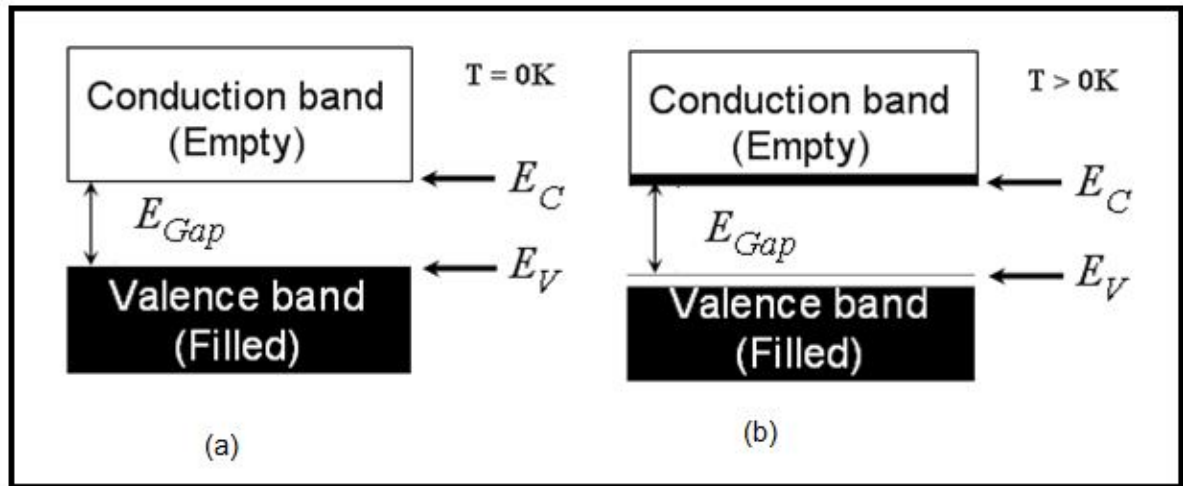 T = 0K
Conduction band
(Empty)
E_C
E_Gap
E_V
Valence band
(Filled)
(a)
T > 0K
Conduction band
(Empty)
E_C
E_Gap
E_V
Valence band
(Filled)
(b)